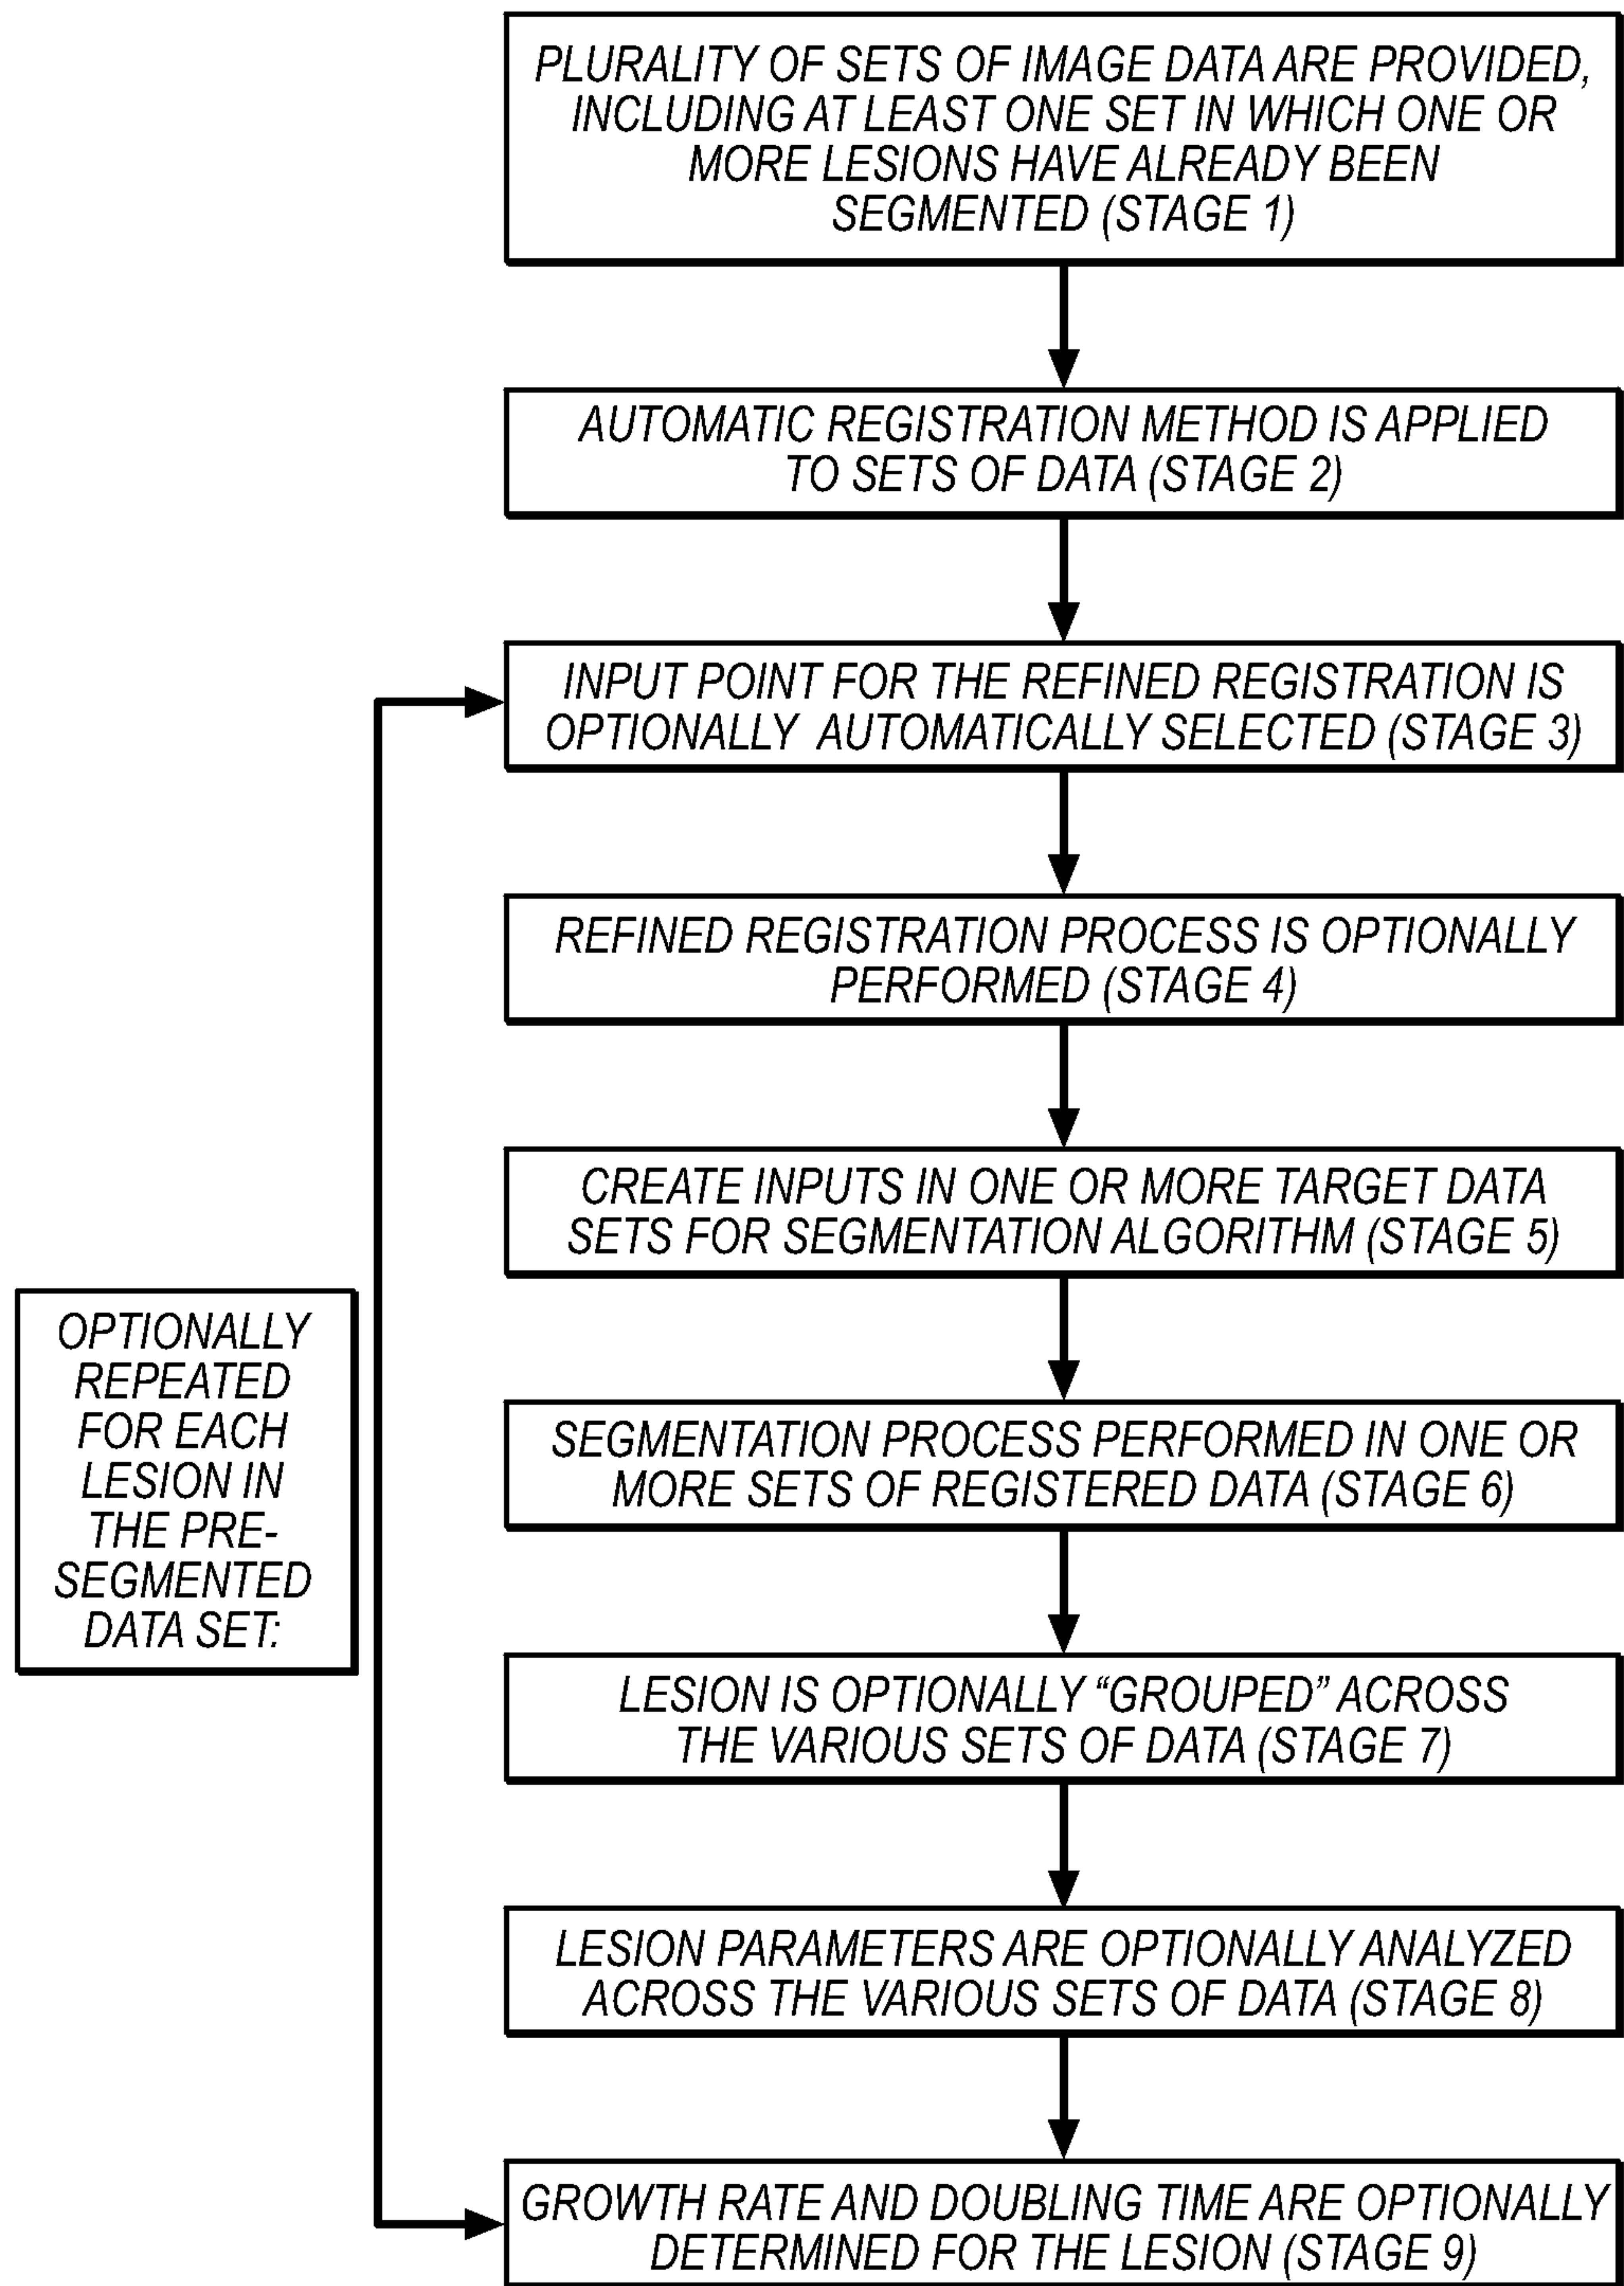 PLURALITY OF SETS OF IMAGE DATA ARE PROVIDED,
INCLUDING AT LEAST ONE SET IN WHICH ONE OR
MORE LESIONS HAVE ALREADY BEEN
SEGMENTED (STAGE 1)
AUTOMATIC REGISTRATION METHOD IS APPLIED
TO SETS OF DATA (STAGE 2)
INPUT POINT FOR THE REFINED REGISTRATION IS
OPTIONALLY AUTOMATICALLY SELECTED (STAGE 3)
REFINED REGISTRATION PROCESS IS OPTIONALLY
PERFORMED (STAGE 4)
CREATE INPUTS IN ONE OR MORE TARGET DATA
SETS FOR SEGMENTATION ALGORITHM (STAGE 5)
OPTIONALLY
REPEATED
FOR EACH
LESION IN
THE PRE-
SEGMENTED
DATA SET:
SEGMENTATION PROCESS PERFORMED IN ONE OR
MORE SETS OF REGISTERED DATA (STAGE 6)
LESION IS OPTIONALLY “GROUPED” ACROSS
THE VARIOUS SETS OF DATA (STAGE 7)
LESION PARAMETERS ARE OPTIONALLY ANALYZED
ACROSS THE VARIOUS SETS OF DATA (STAGE 8)
GROWTH RATE AND DOUBLING TIME ARE OPTIONALLY
DETERMINED FOR THE LESION (STAGE 9)